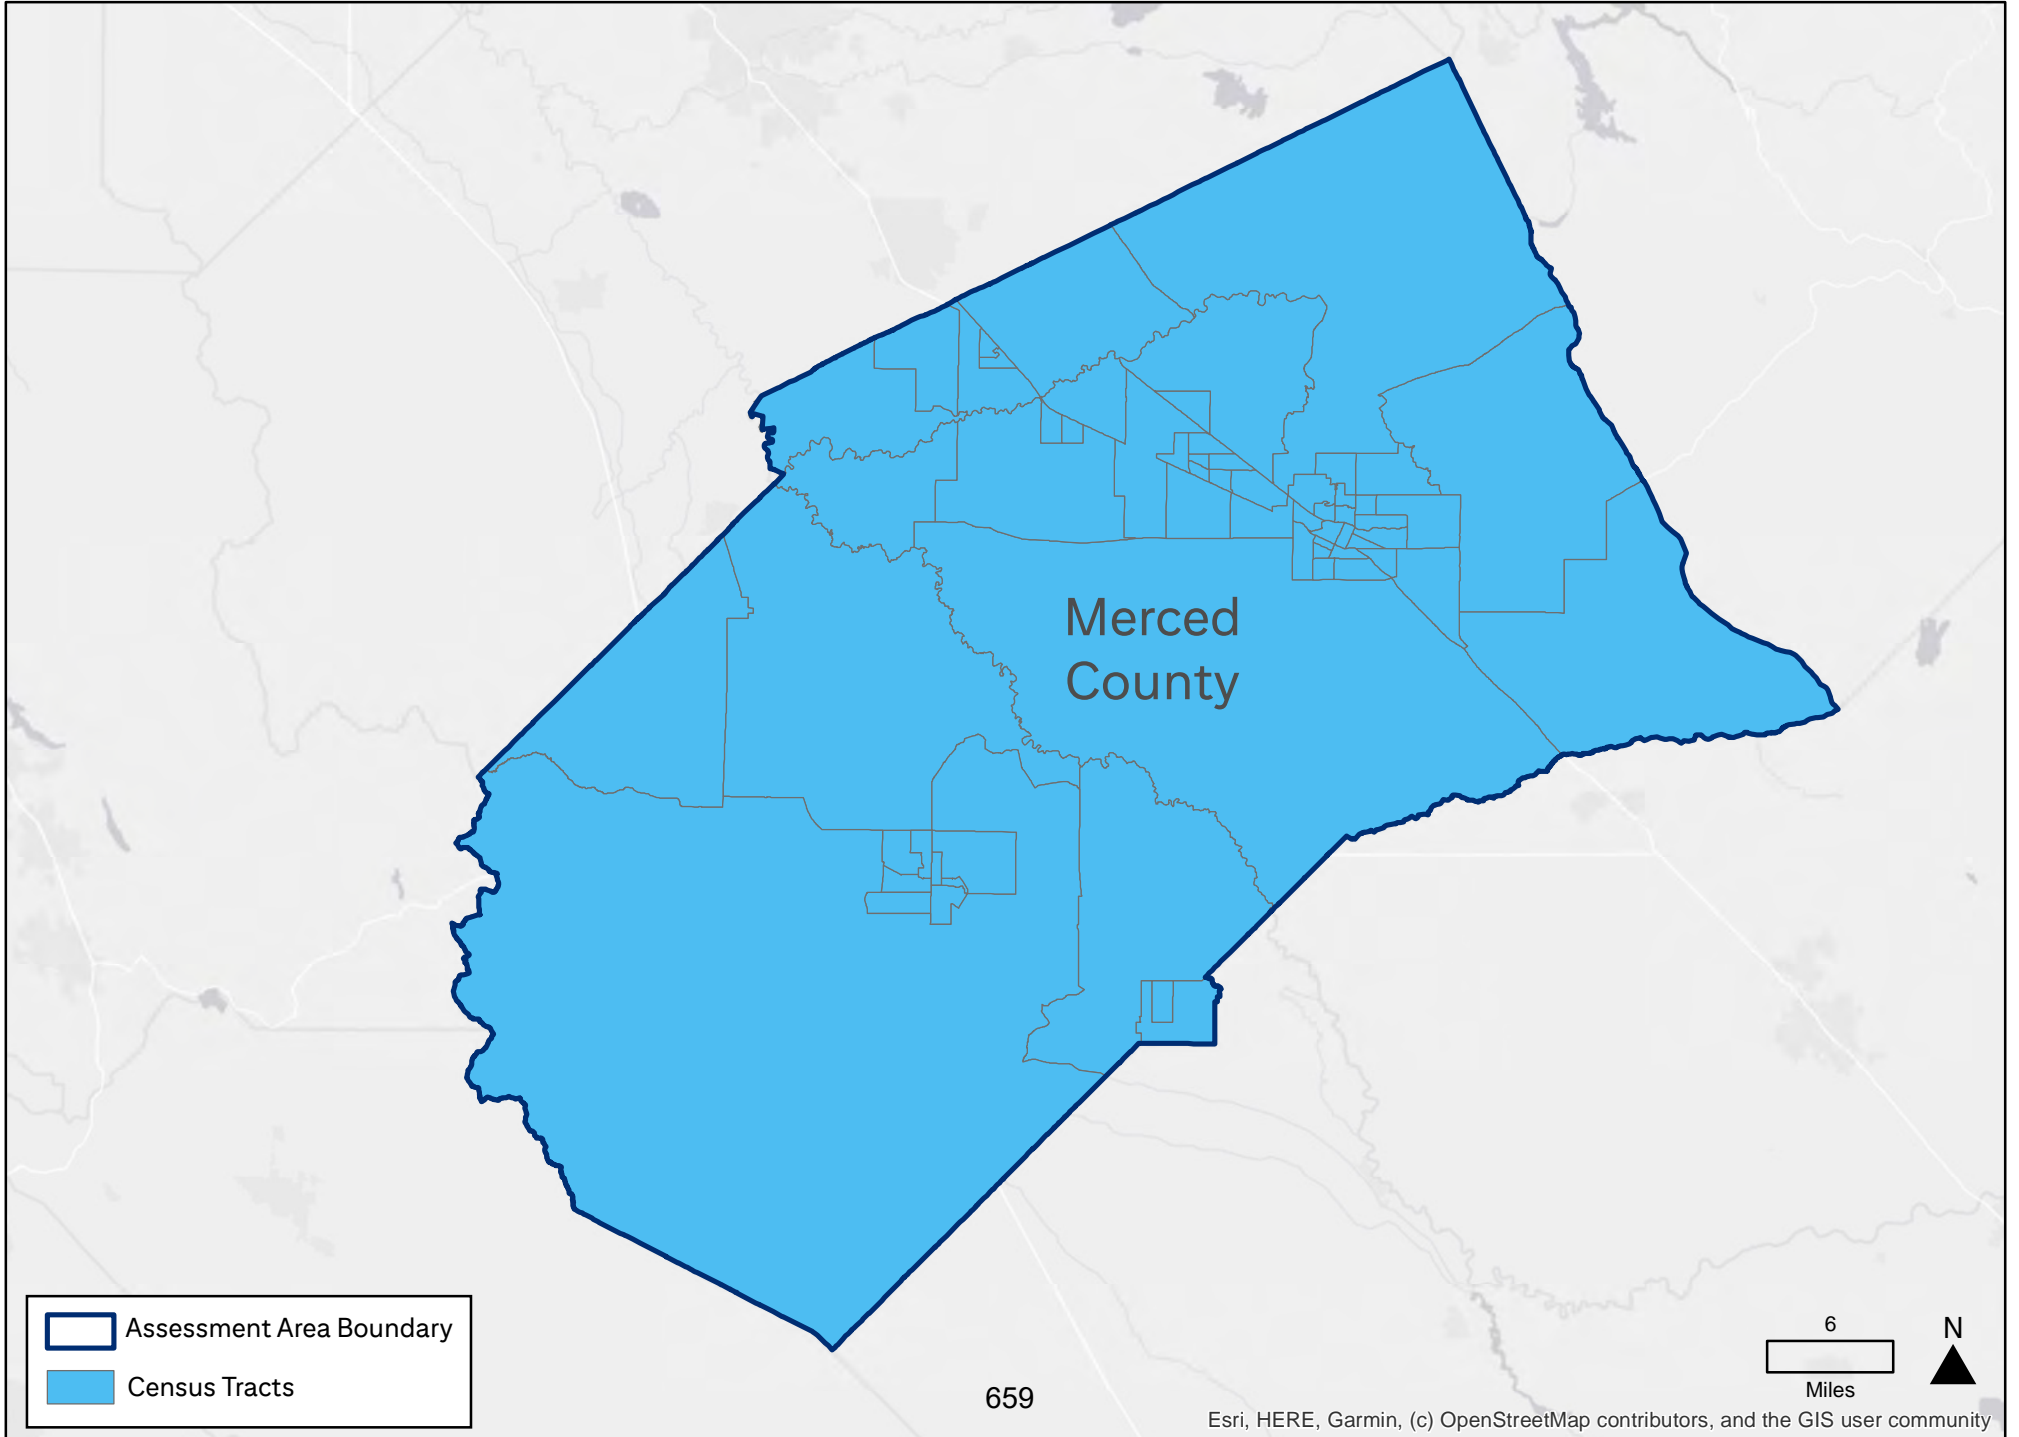 Merced
County
Assessment Area Boundary
Census Tracts
659
6
Miles
N
Esri, HERE, Garmin, (c) OpenStreetMap contributors, and the GIS user community